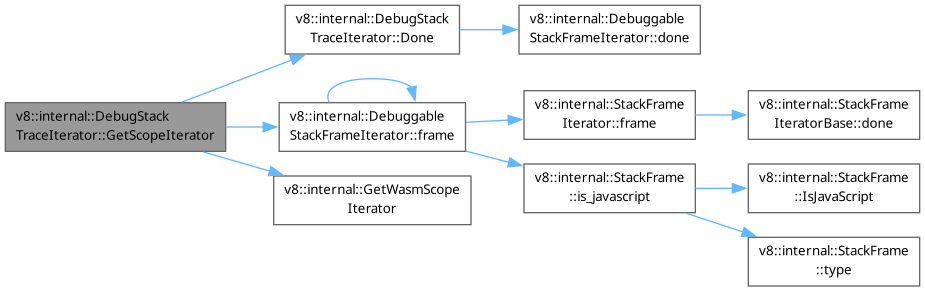 v8::internal::DebugStack
TraceIterator::GetScopeIterator
v8::internal::DebugStack
TraceIterator::Done
v8::internal::Debuggable
StackFrameIterator::done
v8::internal::Debuggable
StackFrameIterator::frame
v8::internal::StackFrame
Iterator::frame
v8::internal::StackFrame
IteratorBase::done
v8::internal::StackFrame
::is_javascript
v8::internal::StackFrame
::IsJavaScript
v8::internal::StackFrame
::type
v8::internal::GetWasmScope
Iterator